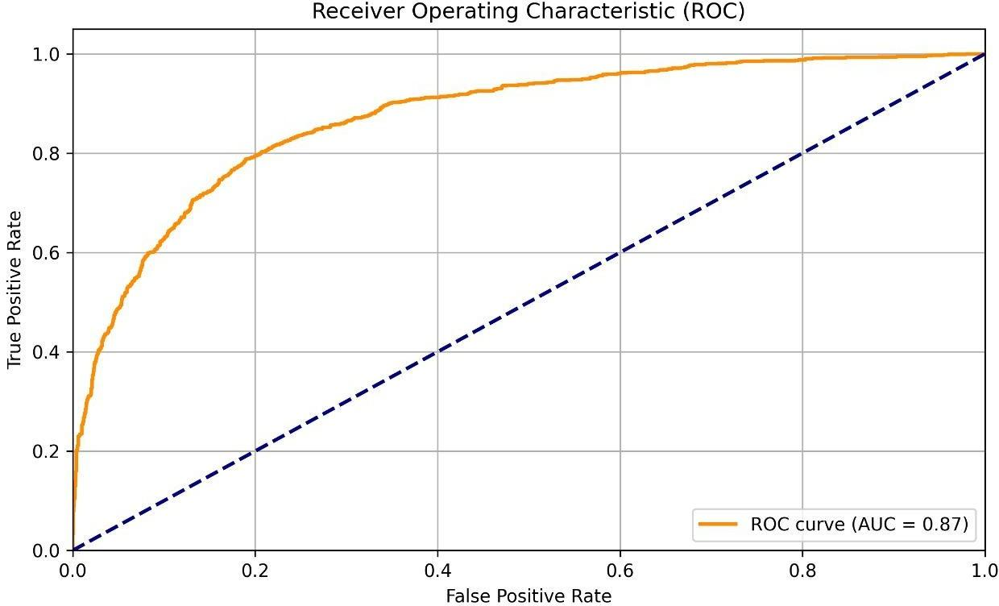 Receiver Operating Characteristic (ROC)
1.0
0.8
0.6
0.4
0.2
0.0
True Positive Rate
ROC curve (AUC = 0.87)
0.0 0.2 0.4 0.6 0.8 1.0
False Positive Rate